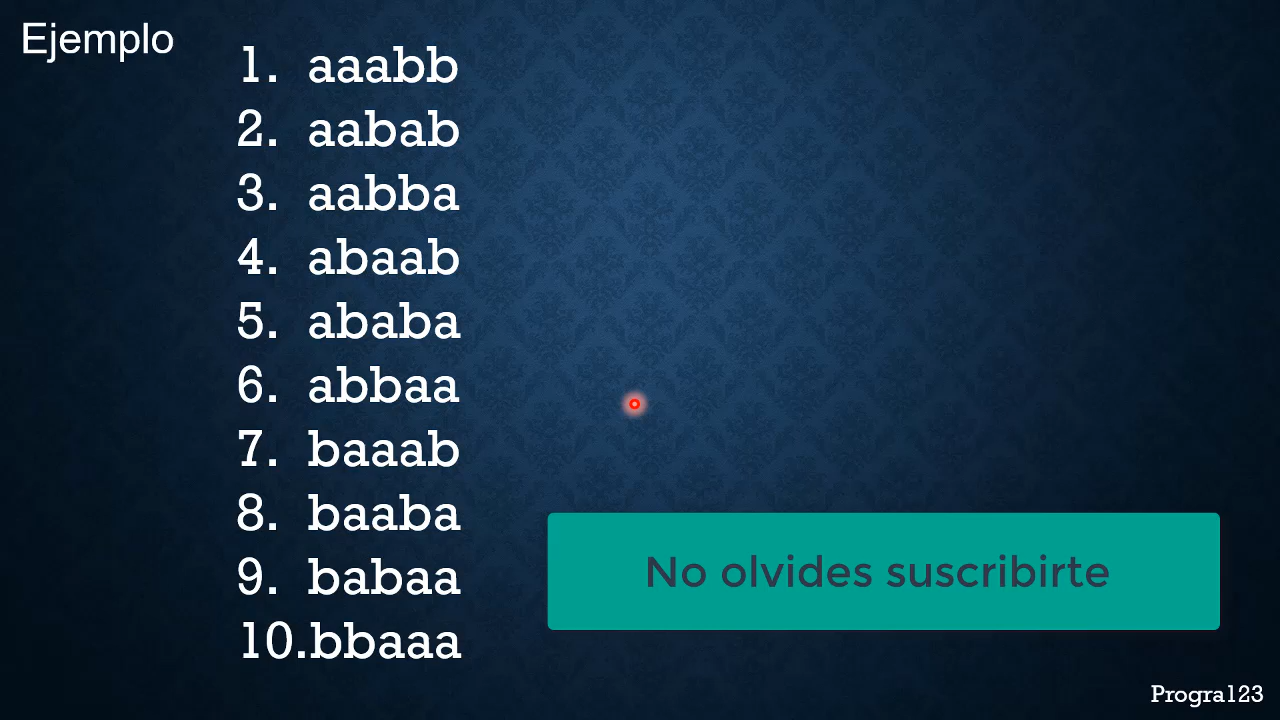 Ejemplo
1. aaabb
2. aabab
3. aabba
4. abaab
5. ababa
6. abbaa
7. baaab
8. baaba
9. babaa
10.bbaaa
No olvides suscribirte
Progra123